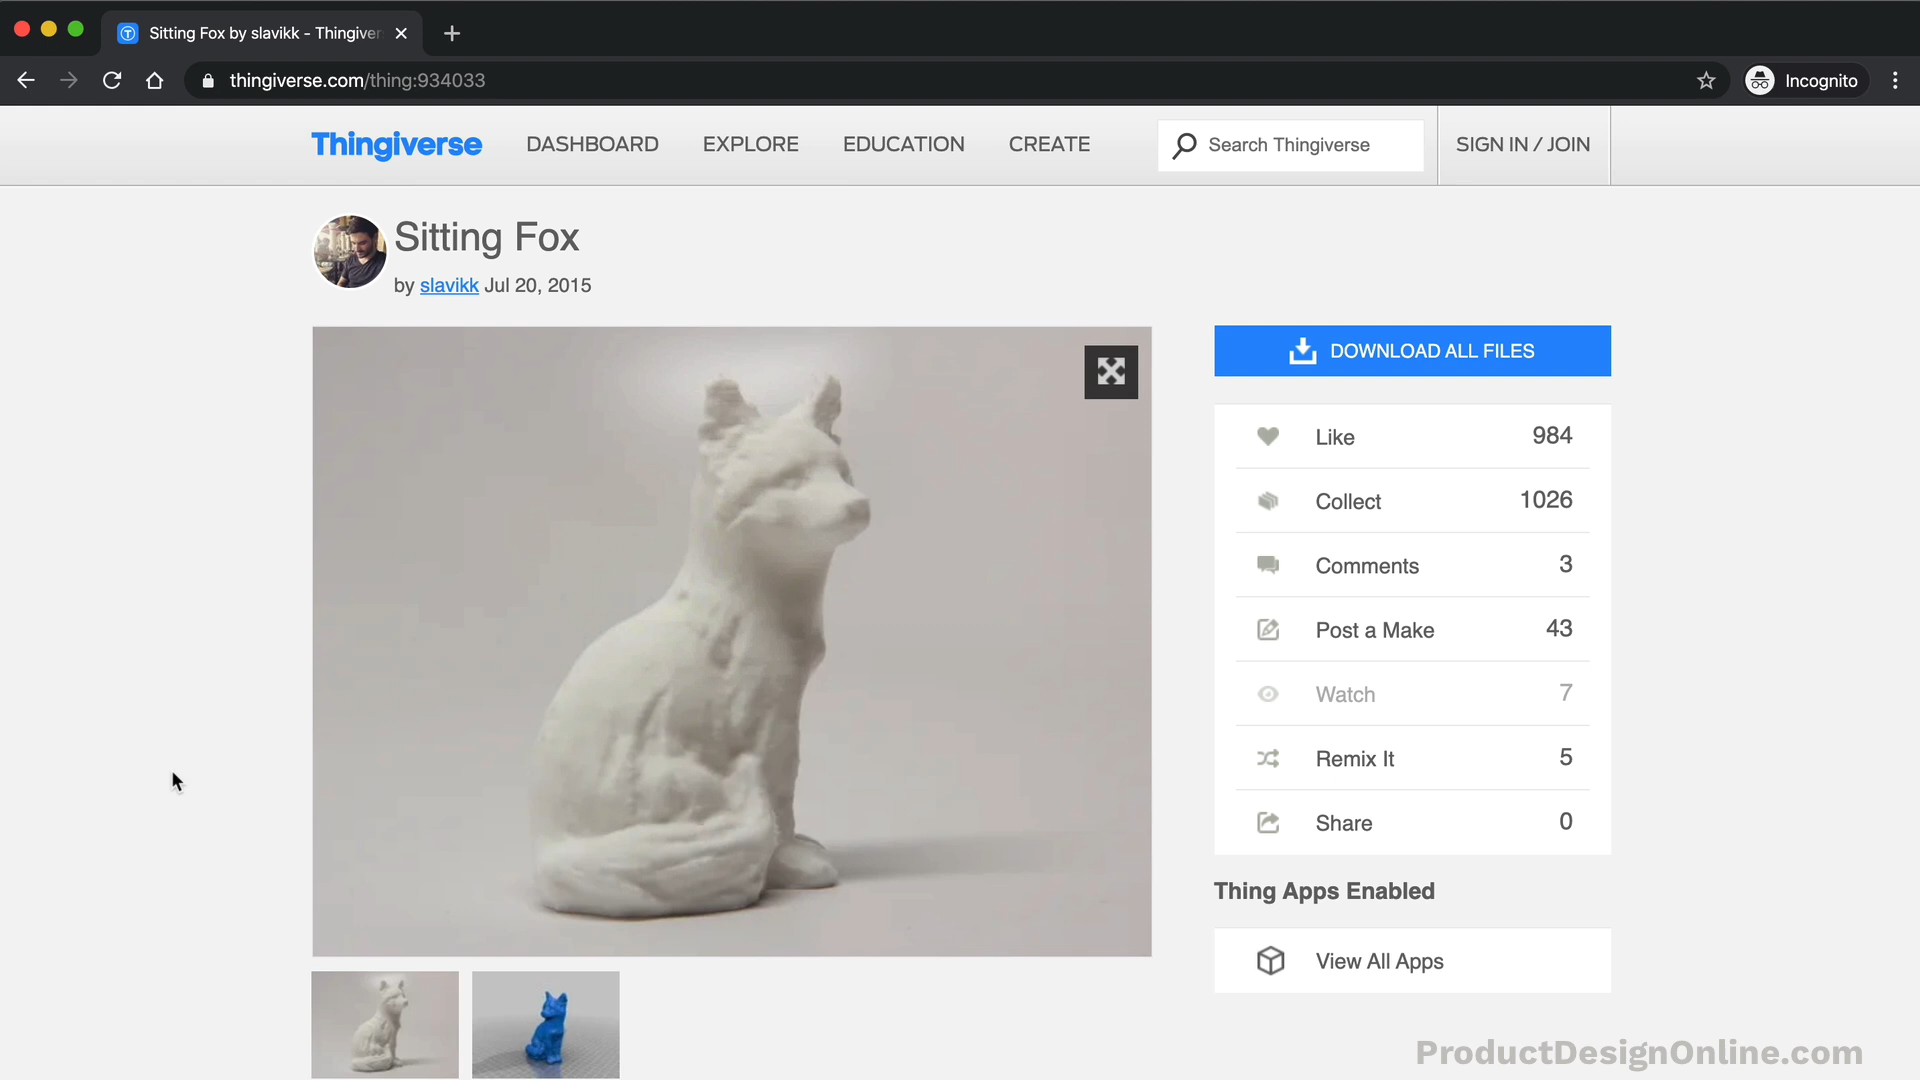 Sitting Fox by slavikk - Thingiver
thingiverse.com/thing:934033
Incognito
Thingiverse
DASHBOARD
EXPLORE
EDUCATION
CREATE
Search Thingiverse
SIGN IN / JOIN
Sitting Fox
by slavikk Jul 20, 2015
DOWNLOAD ALL FILES
Like 984
Collect 1026
Comments 3
Post a Make 43
Watch 7
Remix It 5
Share 0
Thing Apps Enabled
View All Apps
ProductDesignOnline.com